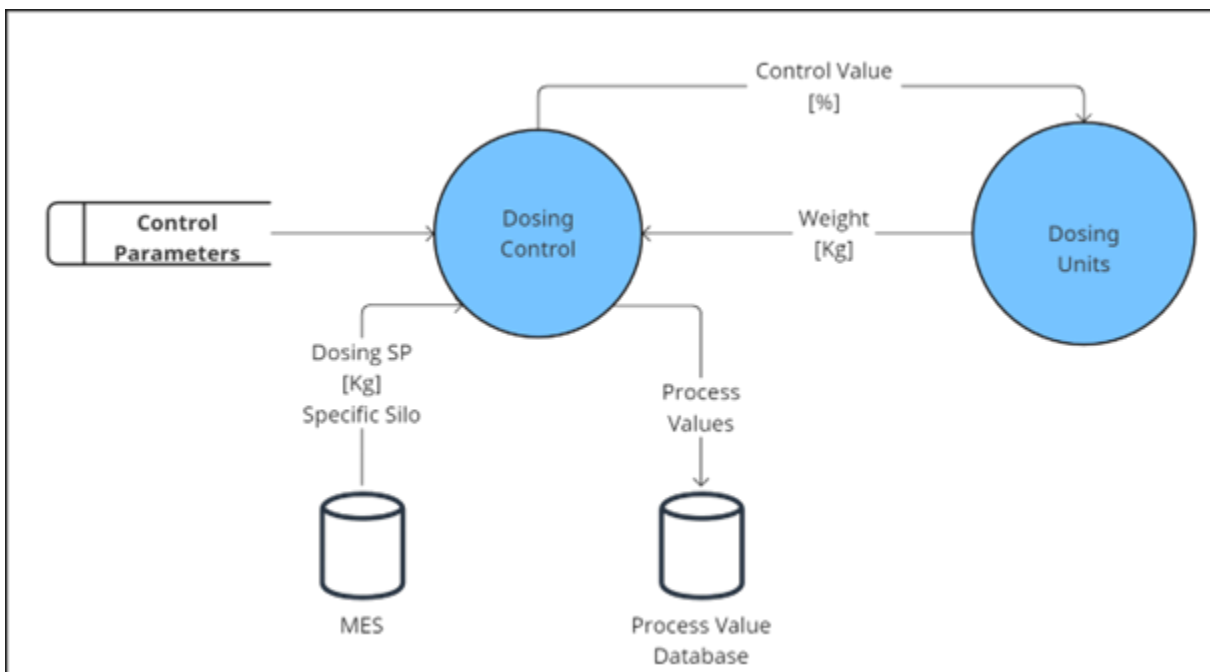 Control Value
[%]
Control
Parameters
Dosing
Control
Weight
[Kg]
Dosing
Units
Dosing SP
[Kg]
Specific Silo
Process
Values
MES
Process Value
Database